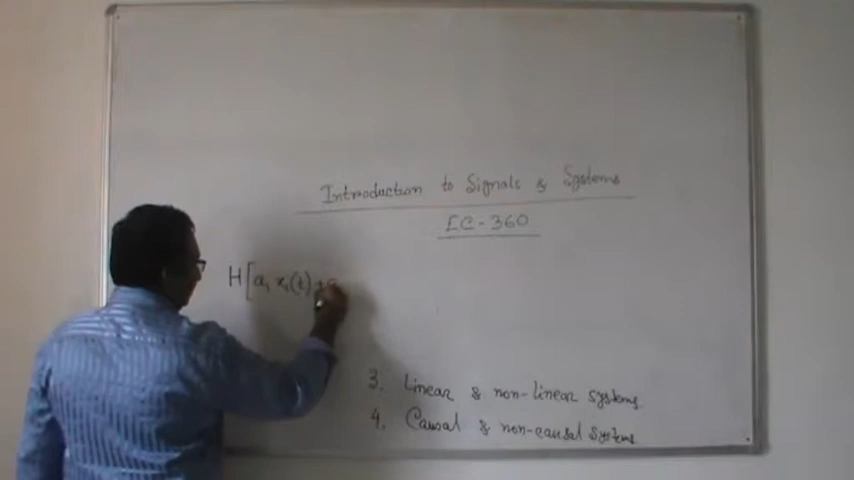 Introduction to Signals & Systems
EC-360
H[a₁ x₁(t) +
3. Linear & non-linear systems
4. Causal & non-causal systems